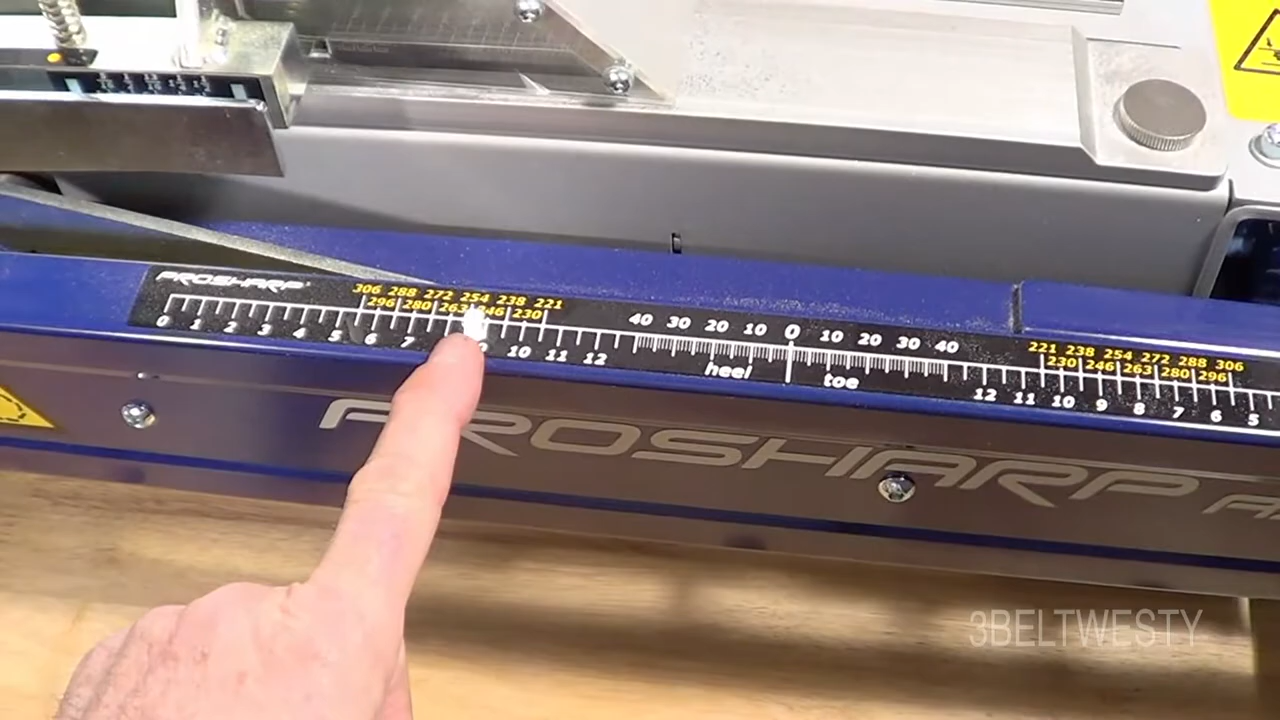 PROSHARP
306 288 272 254 238 221
296 280 263 246 230
0 1 2 3 4 5 6 7 9 10 11 12
40 30 20 10 0 10 20 30 40
heel toe
221 238 254 272 288 306
230 246 263 280 296
12 11 10 9 8 7 6 5
PROSHARP
3BELTWESTY